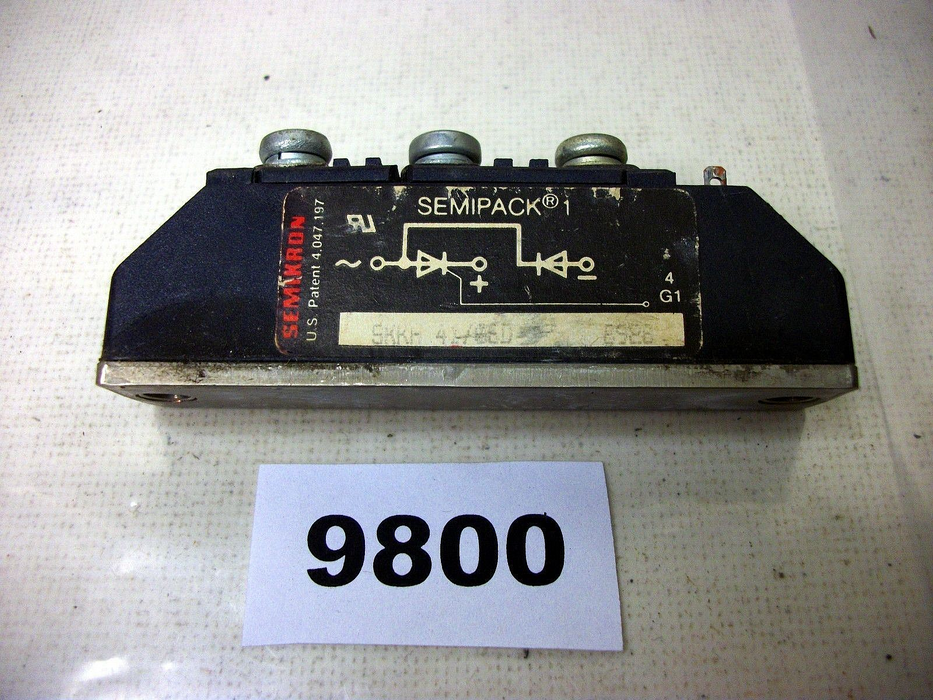 SEMIKRON
U.S. Patent 4.047.197
SEMIPACK® 1
~
+
−
4
G1
9800